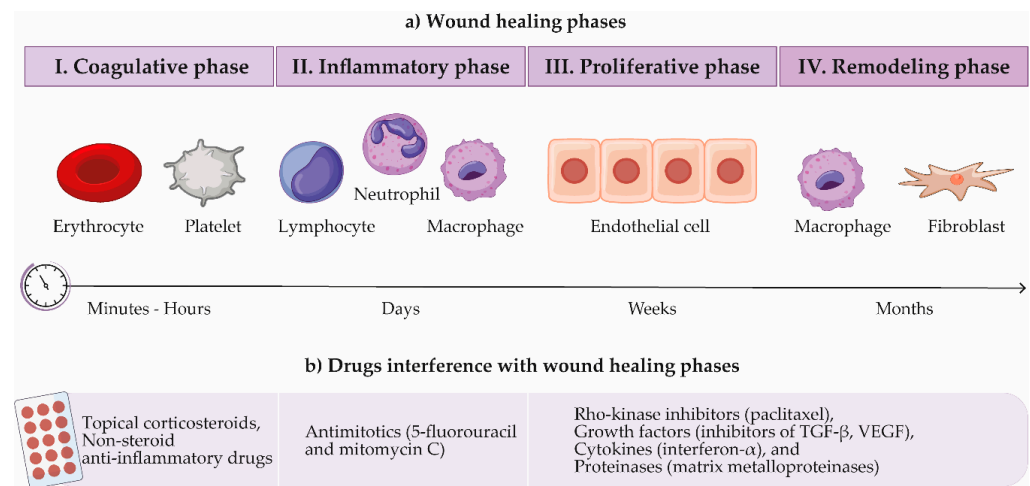 a) Wound healing phases
I. Coagulative phase
II. Inflammatory phase
III. Proliferative phase
IV. Remodeling phase
Erythrocyte
Platelet
Lymphocyte
Neutrophil
Macrophage
Endothelial cell
Macrophage
Fibroblast
Minutes - Hours
Days
Weeks
Months
b) Drugs interference with wound healing phases
Topical corticosteroids,
Non-steroid
anti-inflammatory drugs
Antimitotics (5-fluorouracil
and mitomycin C)
Rho-kinase inhibitors (paclitaxel),
Growth factors (inhibitors of TGF-β, VEGF),
Cytokines (interferon-α), and
Proteinases (matrix metalloproteinases)